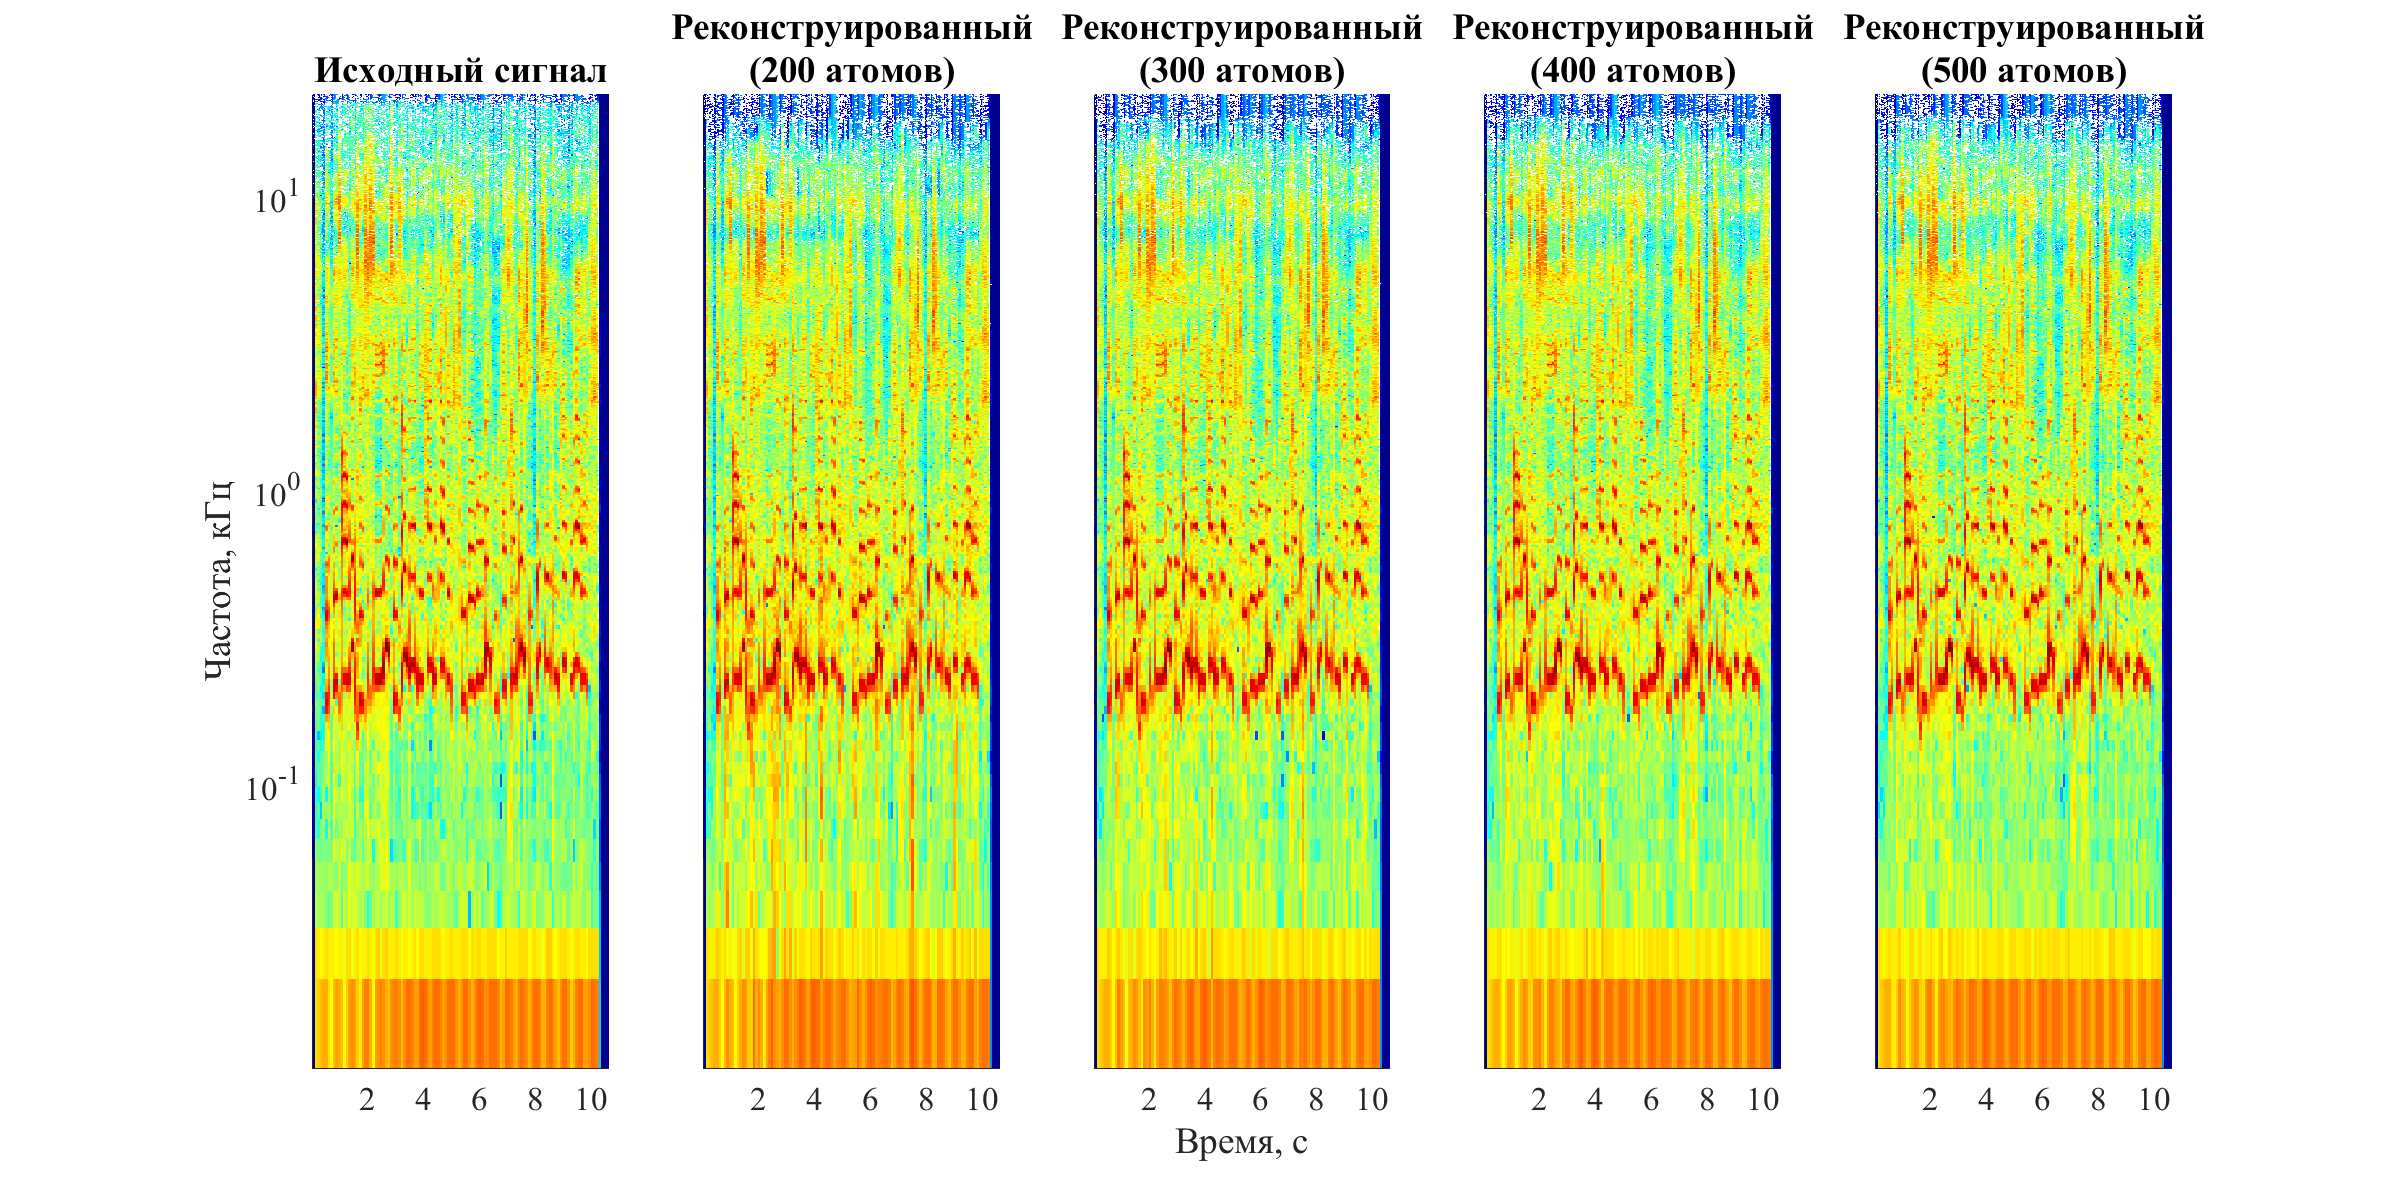 Исходный сигнал
Реконструированный
(200 атомов)
Реконструированный
(300 атомов)
Реконструированный
(400 атомов)
Реконструированный
(500 атомов)
Частота, кГц
10^1
10^0
10^-1
2 4 6 8 10
2 4 6 8 10
2 4 6 8 10
2 4 6 8 10
2 4 6 8 10
Время, с